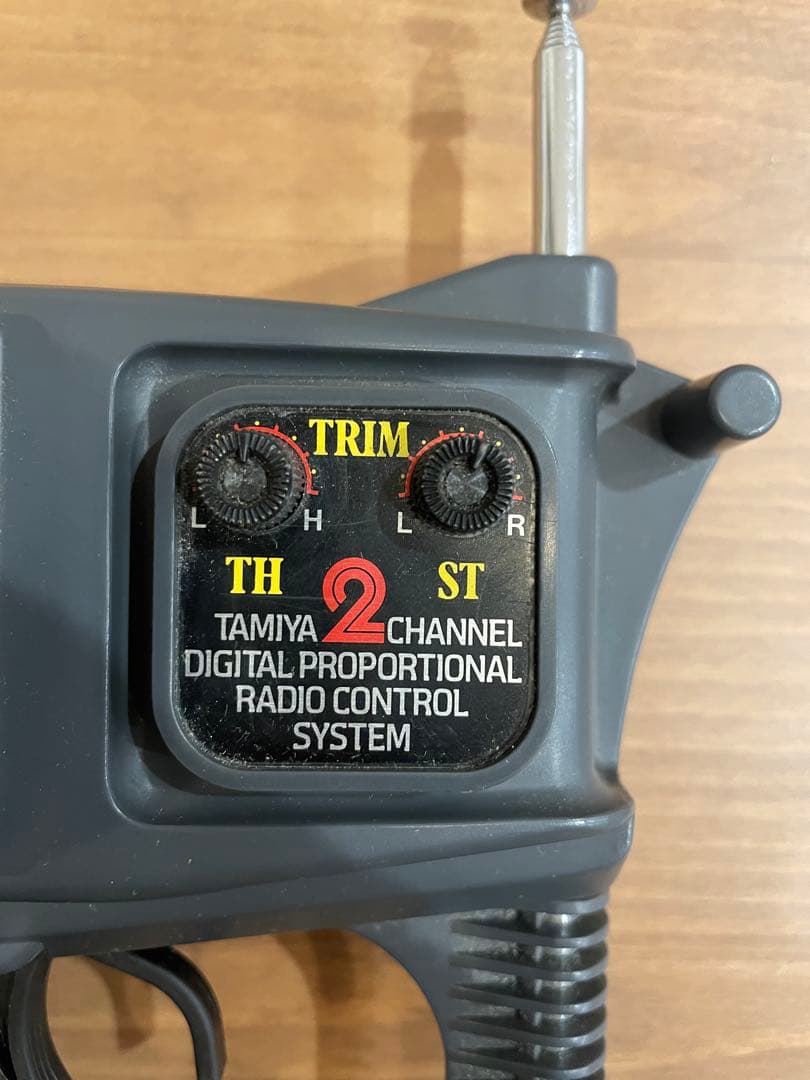 TRIM
L H L R
TH ST
TAMIYA 2 CHANNEL
DIGITAL PROPORTIONAL
RADIO CONTROL
SYSTEM